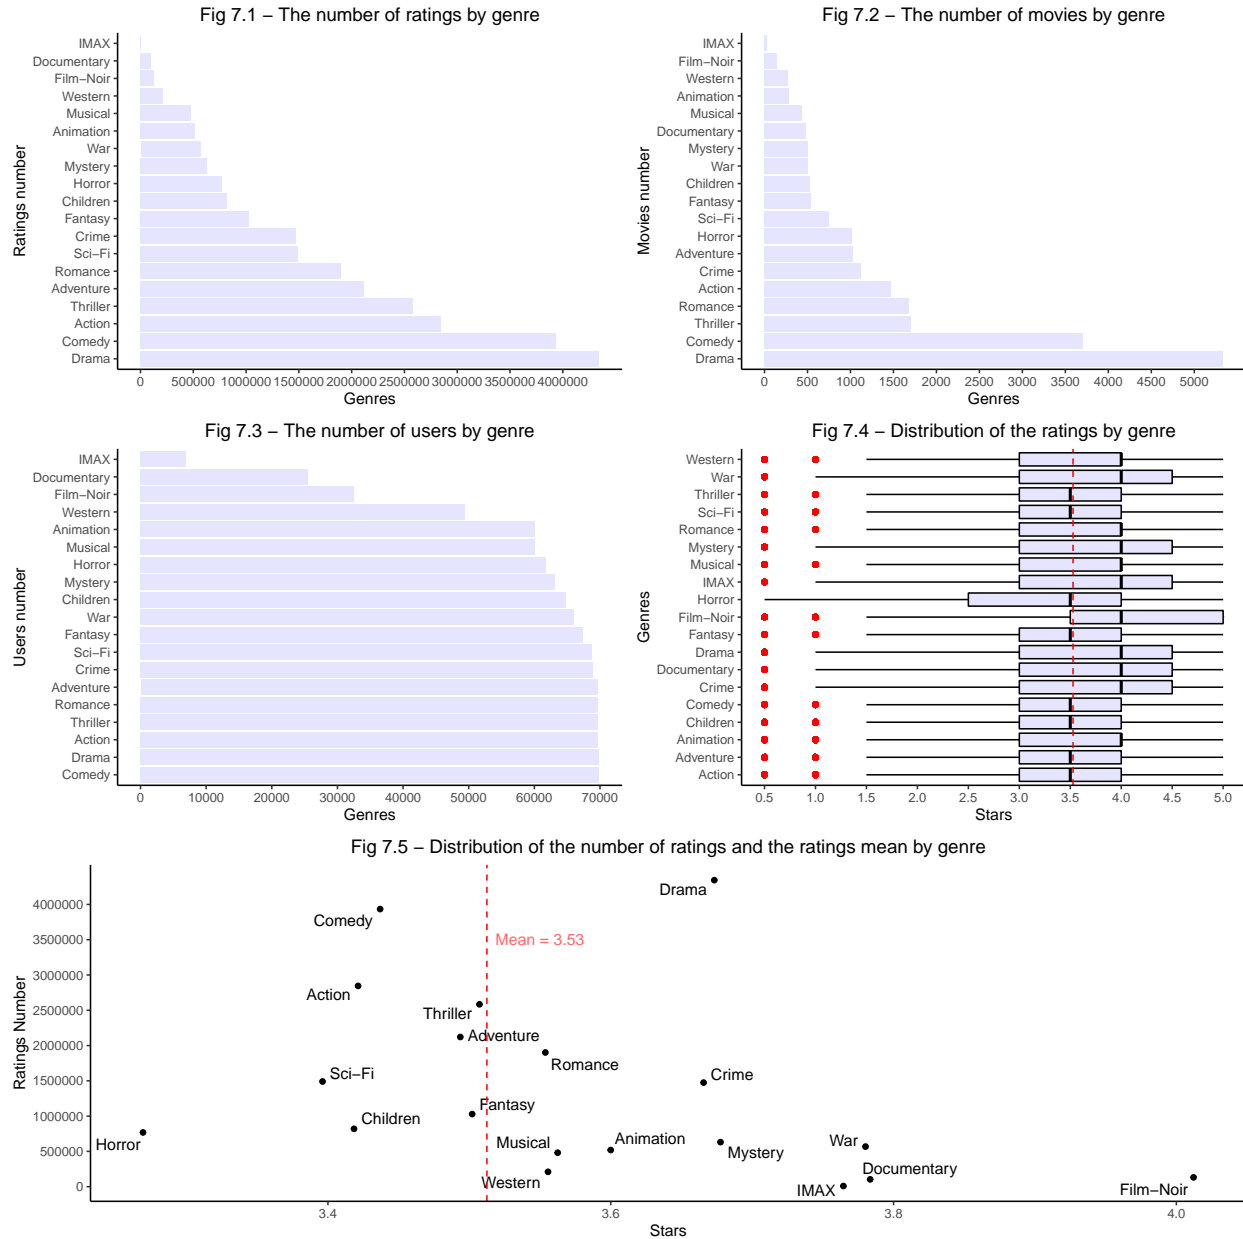 Fig 7.1 − The number of ratings by genre
Ratings number
IMAX
Documentary
Film−Noir
Western
Musical
Animation
War
Mystery
Horror
Children
Fantasy
Crime
Sci−Fi
Romance
Adventure
Thriller
Action
Comedy
Drama
0 500000 1000000 1500000 2000000 2500000 3000000 3500000 4000000
Genres
Fig 7.2 − The number of movies by genre
Movies number
IMAX
Film−Noir
Western
Animation
Musical
Documentary
Mystery
War
Children
Fantasy
Sci−Fi
Horror
Adventure
Crime
Action
Romance
Thriller
Comedy
Drama
0 500 1000 1500 2000 2500 3000 3500 4000 4500 5000
Genres
Fig 7.3 − The number of users by genre
Users number
IMAX
Documentary
Film−Noir
Western
Animation
Musical
Horror
Mystery
Children
War
Fantasy
Sci−Fi
Crime
Adventure
Romance
Thriller
Action
Drama
Comedy
0 10000 20000 30000 40000 50000 60000 70000
Genres
Fig 7.4 − Distribution of the ratings by genre
Genres
Western
War
Thriller
Sci−Fi
Romance
Mystery
Musical
IMAX
Horror
Film−Noir
Fantasy
Drama
Documentary
Crime
Comedy
Children
Animation
Adventure
Action
0.5 1.0 1.5 2.0 2.5 3.0 3.5 4.0 4.5 5.0
Stars
Fig 7.5 − Distribution of the number of ratings and the ratings mean by genre
Ratings Number
4000000
3500000
3000000
2500000
2000000
1500000
1000000
500000
0
Drama
Comedy
Mean = 3.53
Action
Thriller
Adventure
Romance
Sci−Fi
Crime
Fantasy
Children
Horror
Musical
Animation
War
Mystery
Documentary
Western
IMAX
Film−Noir
3.4 3.6 3.8 4.0
Stars